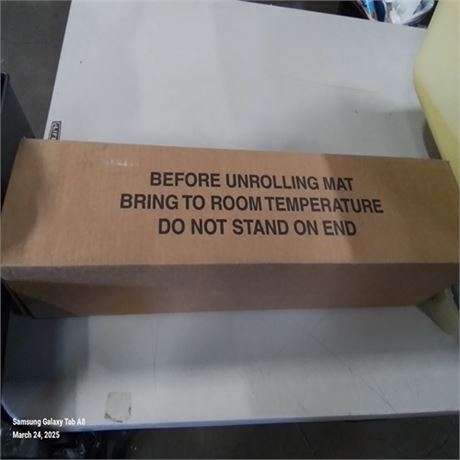 BEFORE UNROLLING MAT
BRING TO ROOM TEMPERATURE
DO NOT STAND ON END
Samsung Galaxy Tab A8
March 24, 2025